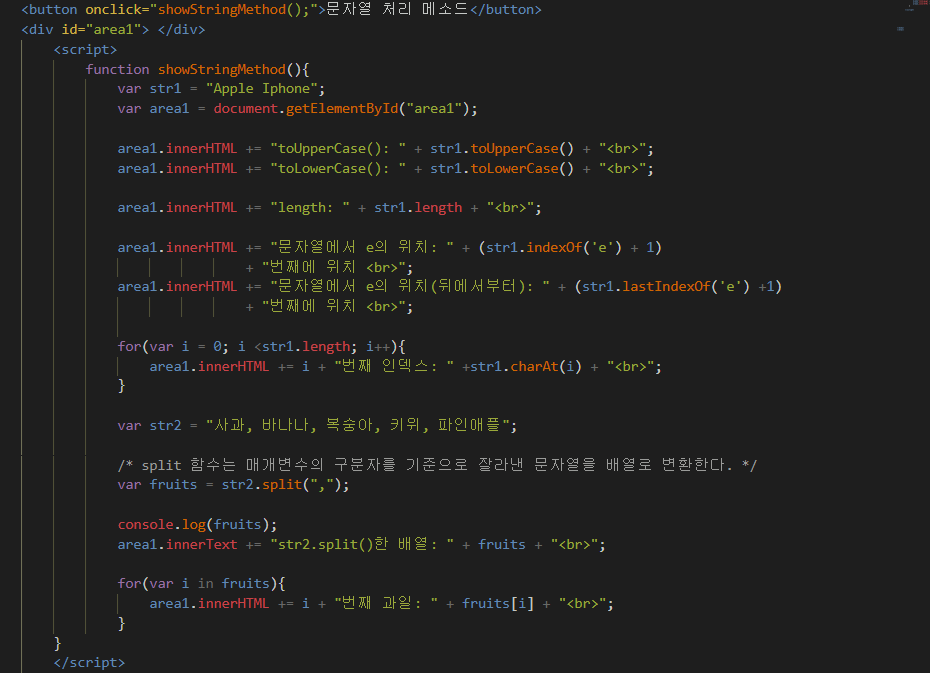 <button onclick="showStringMethod();">문자열 처리 메소드</button>
<div id="area1"> </div>
<script>
function showStringMethod(){
var str1 = "Apple Iphone";
var area1 = document.getElementById("area1");
area1.innerHTML += "toUpperCase(): " + str1.toUpperCase() + "<br>";
area1.innerHTML += "toLowerCase(): " + str1.toLowerCase() + "<br>";
area1.innerHTML += "length: " + str1.length + "<br>";
area1.innerHTML += "문자열에서 e의 위치: " + (str1.indexOf('e') + 1)
+ "번째에 위치 <br>";
area1.innerHTML += "문자열에서 e의 위치(뒤에서부터): " + (str1.lastIndexOf('e') +1)
+ "번째에 위치 <br>";
for(var i = 0; i <str1.length; i++){
area1.innerHTML += i + "번째 인덱스: " +str1.charAt(i) + "<br>";
}
var str2 = "사과, 바나나, 복숭아, 키위, 파인애플";
/* split 함수는 매개변수의 구분자를 기준으로 잘라낸 문자열을 배열로 변환한다. */
var fruits = str2.split(",");
console.log(fruits);
area1.innerText += "str2.split()한 배열: " + fruits + "<br>";
for(var i in fruits){
area1.innerHTML += i + "번째 과일: " + fruits[i] + "<br>";
}
}
</script>